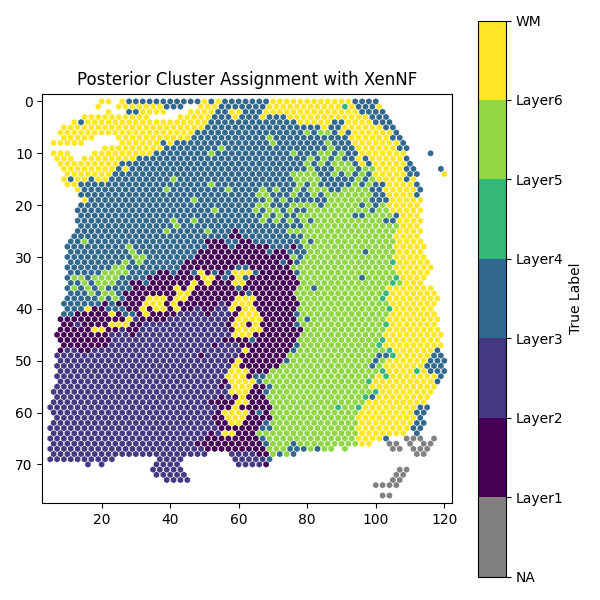 Posterior Cluster Assignment with XenNF
0
10
20
30
40
50
60
70
20
40
60
80
100
120
WM
Layer6
Layer5
Layer4
Layer3
Layer2
Layer1
NA
True Label